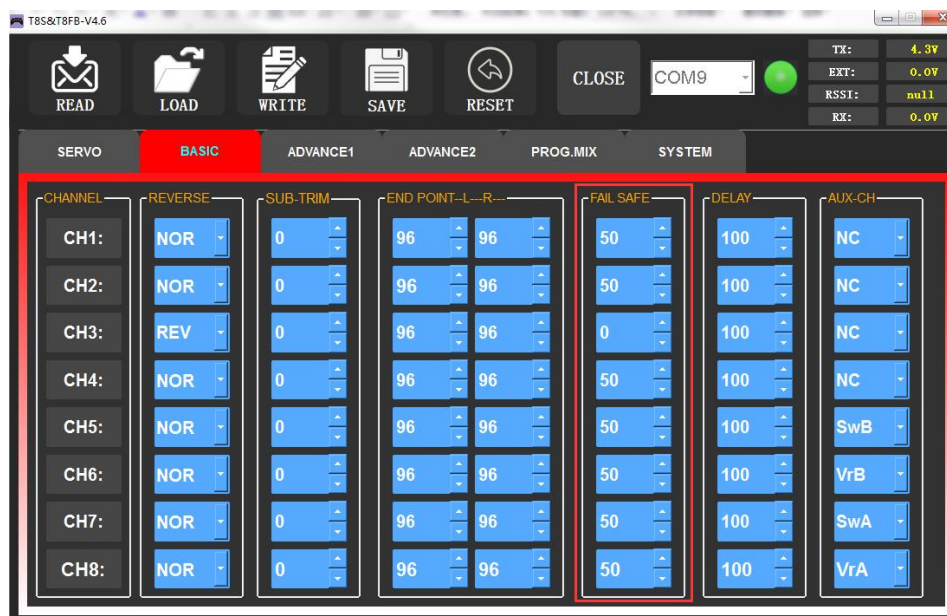 T8S&T8FB-V4.6
READ LOAD WRITE SAVE RESET CLOSE COM9
TX: 4.3V
EXT: 0.0V
RSSI: null
RX: 0.0V
SERVO BASIC ADVANCE1 ADVANCE2 PROG.MIX SYSTEM
CHANNEL REVERSE SUB-TRIM END POINT--L---R--- FAIL SAFE DELAY AUX-CH
CH1: NOR 0 96 96 50 100 NC
CH2: NOR 0 96 96 50 100 NC
CH3: REV 0 96 96 0 100 NC
CH4: NOR 0 96 96 50 100 NC
CH5: NOR 0 96 96 50 100 SwB
CH6: NOR 0 96 96 50 100 VrB
CH7: NOR 0 96 96 50 100 SwA
CH8: NOR 0 96 96 50 100 VrA